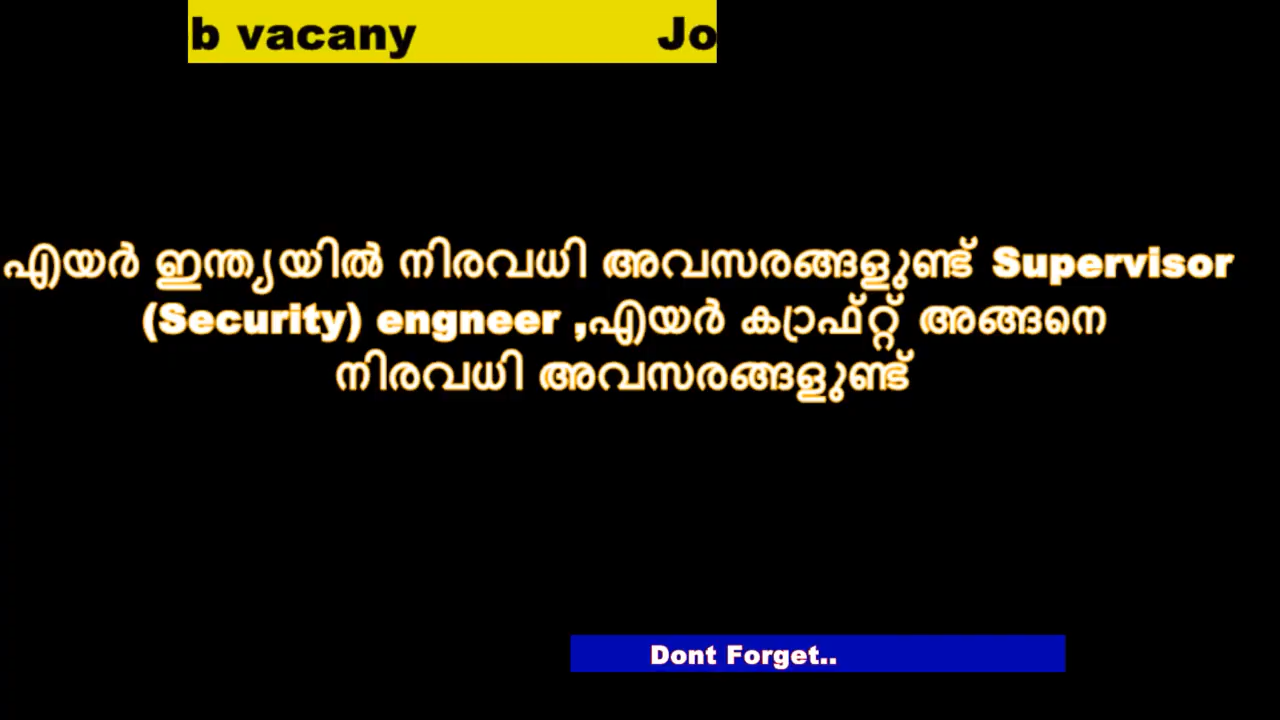 b vacany Jo
എയർ ഇന്ത്യയിൽ നിരവധി അവസരങ്ങളുണ്ട് Supervisor
(Security) engneer ,എയർ ക്രാഫ്റ്റ് അങ്ങനെ
നിരവധി അവസരങ്ങളുണ്ട്
Dont Forget..